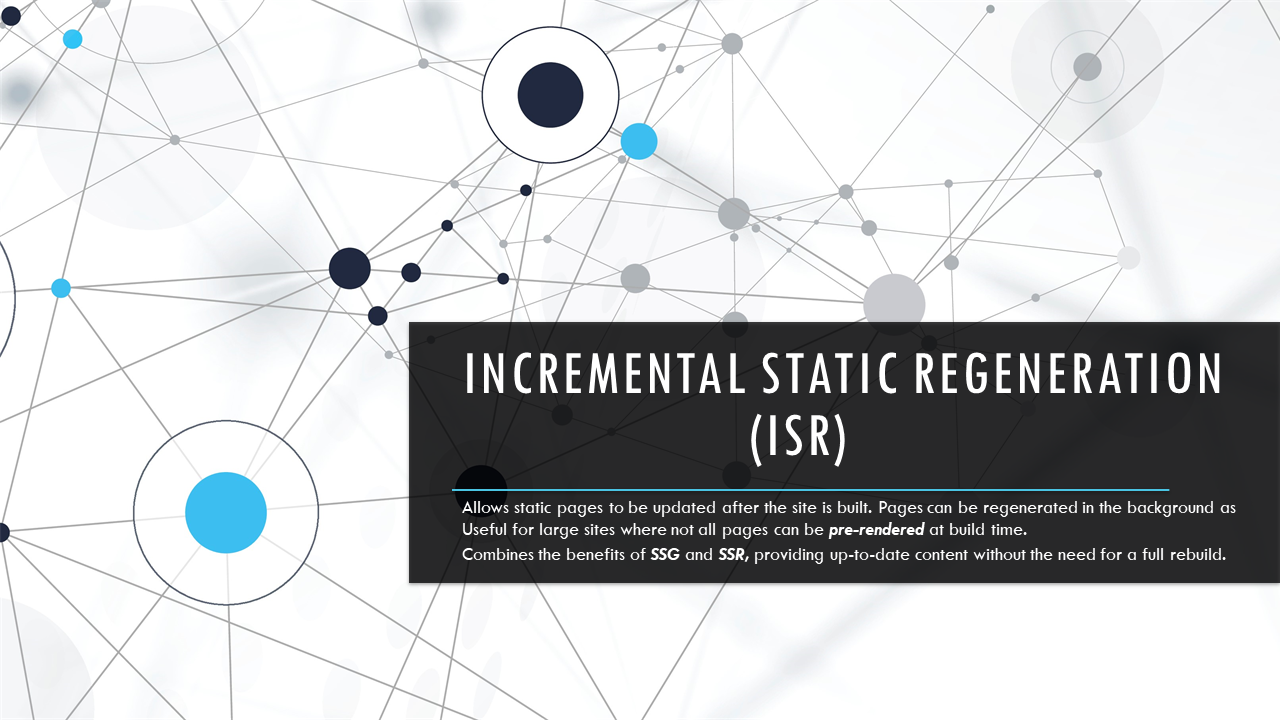 INCREMENTAL STATIC REGENERATION
(ISR)
Allows static pages to be updated after the site is built. Pages can be regenerated in the background as
Useful for large sites where not all pages can be pre-rendered at build time.
Combines the benefits of SSG and SSR, providing up-to-date content without the need for a full rebuild.